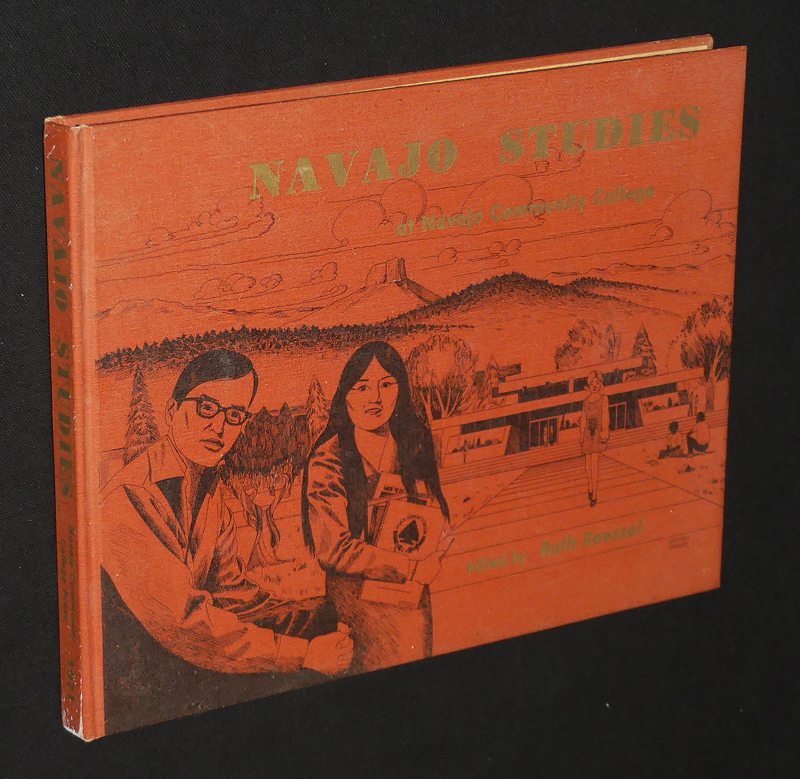 NAVAJO STUDIES
at Navajo Community College
Edited by Ruth Roessel
NAVAJO STUDIES